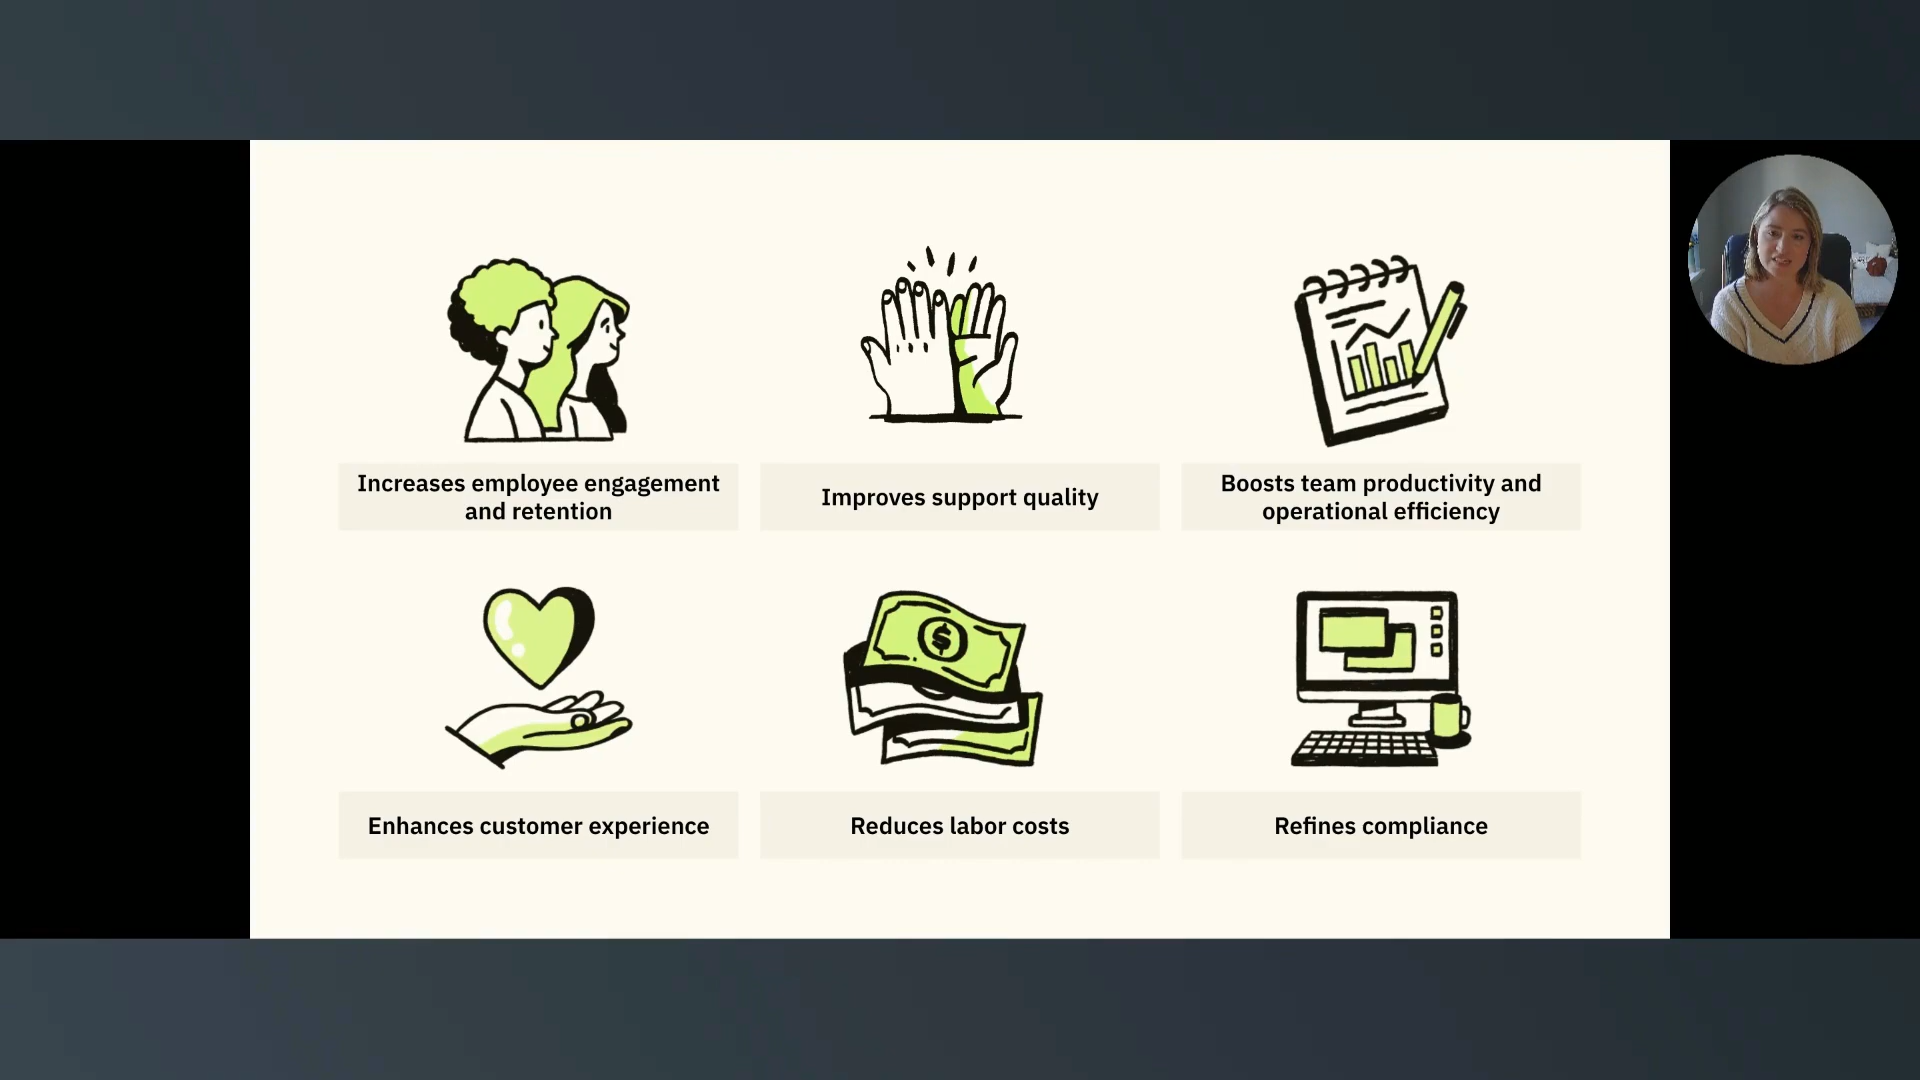 Increases employee engagement
and retention
Improves support quality
Boosts team productivity and
operational efficiency
$
Enhances customer experience
Reduces labor costs
Refines compliance